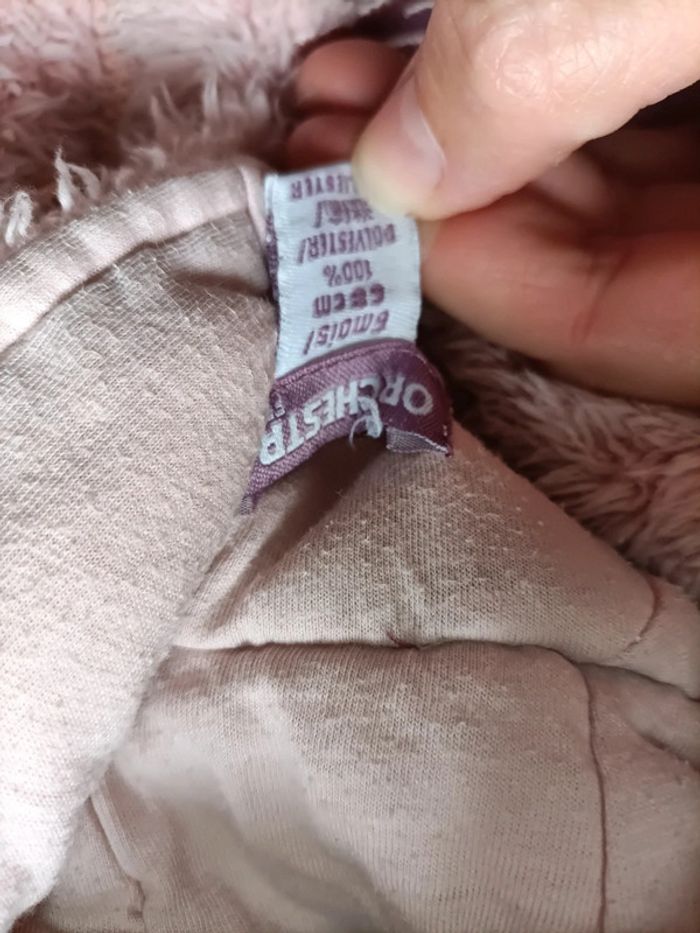 ORCHESTR
6mois/
68cm
100%
POLYESTER/